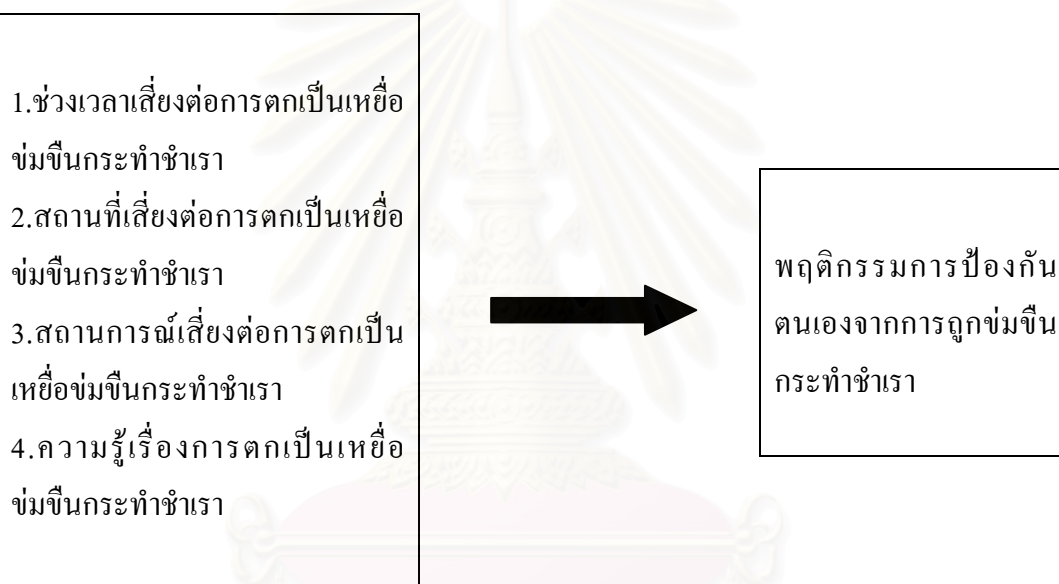 1.ช่วงเวลาเสี่ยงต่อการตกเป็นเหยื่อ
ข่มขืนกระทำชำเรา
2.สถานที่เสี่ยงต่อการตกเป็นเหยื่อ
ข่มขืนกระทำชำเรา
3.สถานการณ์เสี่ยงต่อการตกเป็น
เหยื่อข่มขืนกระทำชำเรา
4.ความรู้เรื่องการตกเป็นเหยื่อ
ข่มขืนกระทำชำเรา
พฤติกรรมการป้องกัน
ตนเองจากการถูกข่มขืน
กระทำชำเรา